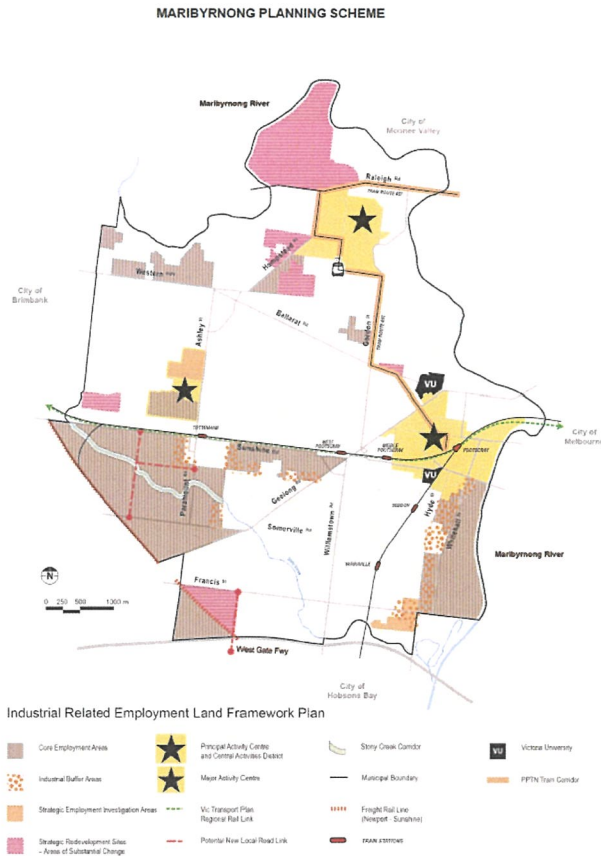 MARIBYRNONG PLANNING SCHEME
Maribyrnong River
City of
Moonee Valley
Raleigh Rd
Western
City of
Brimbank
Ballarat Rd
Ashley St
Gordon St
VU
City of
Melbourne
TOTTENHAM
WEST
FOOTSCRAY
MIDDLE
FOOTSCRAY
FOOTSCRAY
VU
Sunshine Rd
Geelong
Paramount Rd
Somerville Rd
Williamstown
Hyde St
Whitehall St
Maribyrnong River
N
0 250 500 1000 m
Francis St
West Gate Fwy
City of
Hobsons Bay
Industrial Related Employment Land Framework Plan
Core Employment Areas
Principal Activity Centre
and Central Activities District
Stony Creek Corridor
VU
Victoria University
Industrial Buffer Areas
Major Activity Centre
Municipal Boundary
PPTN Tram Corridor
Strategic Employment Investigation Areas
Vic Transport Plan
Regional Rail Link
Freight Rail Line
(Newport - Sunshine)
Strategic Redevelopment Sites
- Areas of Substantial Change
Potential New Local Road Link
TRAIN STATIONS